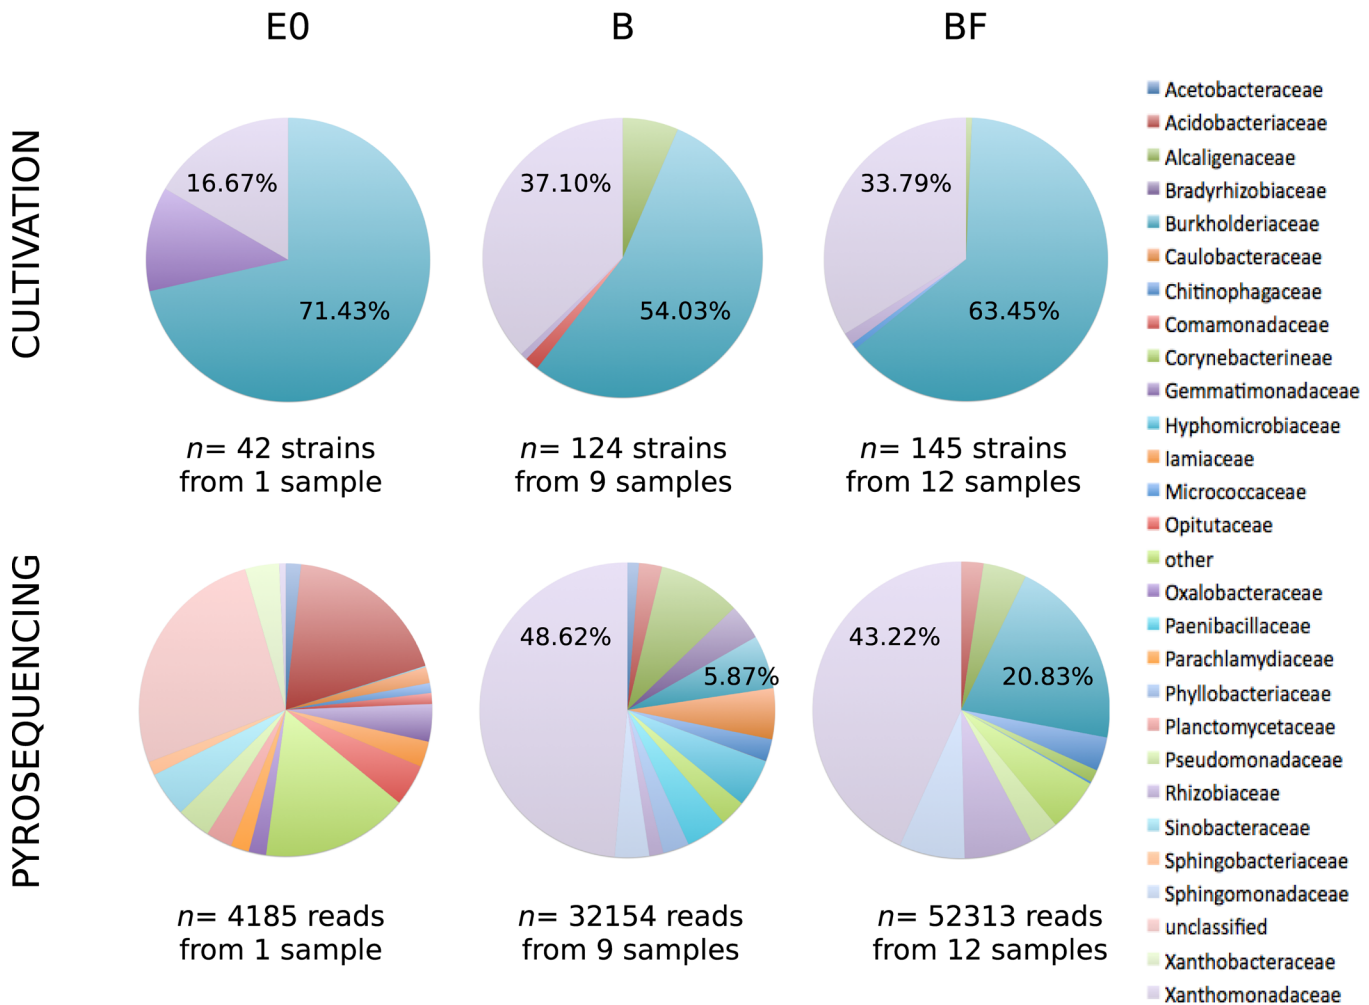 E0
B
BF
CULTIVATION
16.67%
71.43%
37.10%
54.03%
33.79%
63.45%
n= 42 strains
from 1 sample
n= 124 strains
from 9 samples
n= 145 strains
from 12 samples
PYROSEQUENCING
48.62%
5.87%
43.22%
20.83%
n= 4185 reads
from 1 sample
n= 32154 reads
from 9 samples
n= 52313 reads
from 12 samples
Acetobacteraceae
Acidobacteriaceae
Alcaligenaceae
Bradyrhizobiaceae
Burkholderiaceae
Caulobacteraceae
Chitinophagaceae
Comamonadaceae
Corynebacterineae
Gemmatimonadaceae
Hyphomicrobiaceae
Iamiaceae
Micrococcaceae
Opitutaceae
other
Oxalobacteraceae
Paenibacillaceae
Parachlamydiaceae
Phyllobacteriaceae
Planctomycetaceae
Pseudomonadaceae
Rhizobiaceae
Sinobacteraceae
Sphingobacteriaceae
Sphingomonadaceae
unclassified
Xanthobacteraceae
Xanthomonadaceae